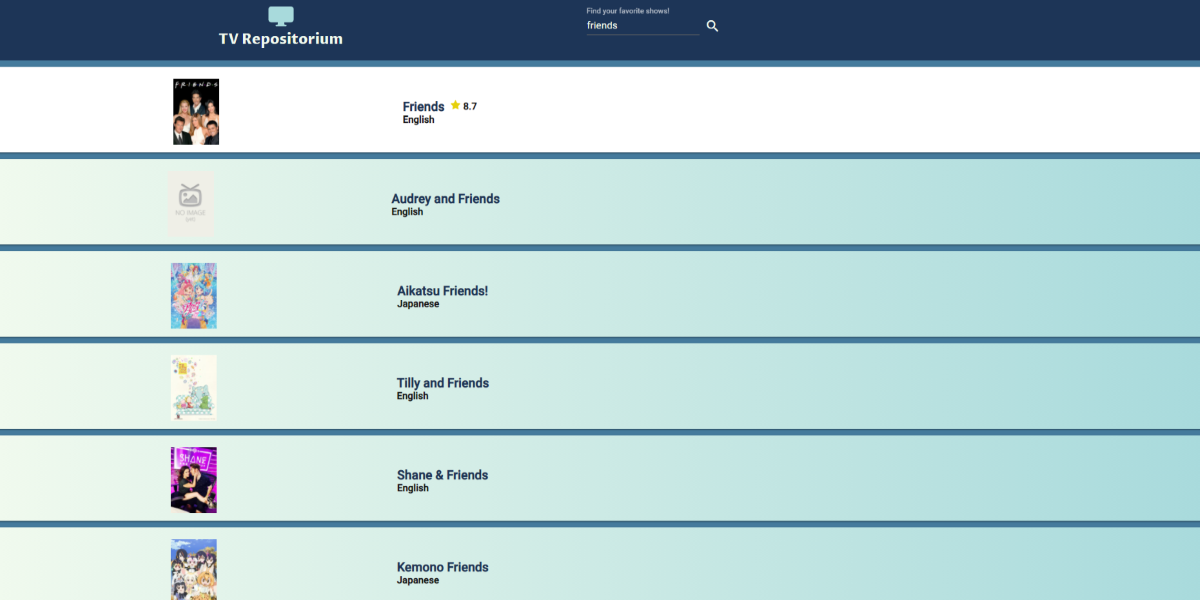 TV Repositorium
Find your favorite shows!
friends
FRIENDS
Friends 8.7
English
NO IMAGE
Audrey and Friends
English
Aikatsu Friends!
Japanese
Tilly and Friends
English
SHANE
Shane & Friends
English
Kemono Friends
Japanese